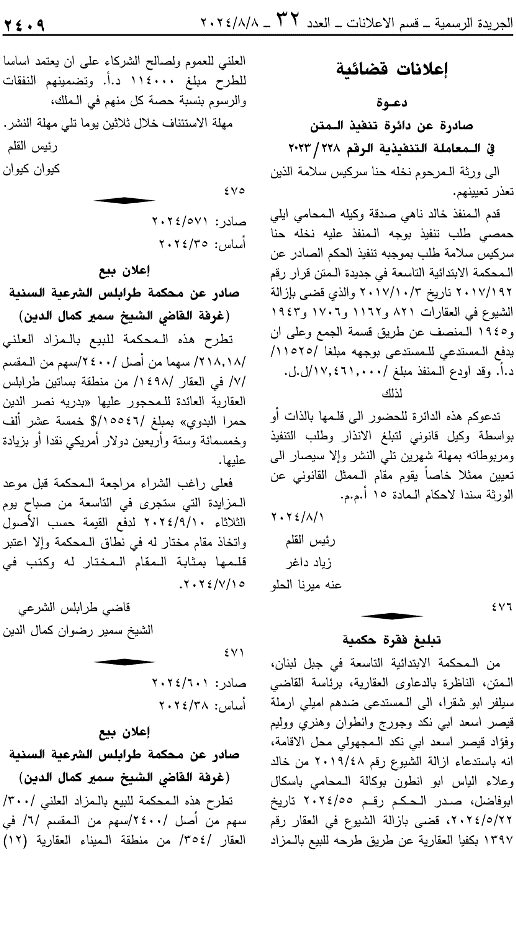 الجريدة الرسمية ــ قسم الاعلانات ــ العدد ٣٢ ــ ٢٠٢٤/٨/٨
٢٤٠٩
إعلانات قضائية
دعوة
صادرة عن دائرة تنفيذ المتن
في المعاملة التنفيذية الرقم ٢٠٢٣/٢٢٨
الى ورثة المرحوم نخله حنا سركيس سلامة الذين
تعذر تعيينهم.
قدم المنفذ خالد ناهي صدقة وكيله المحامي ايلي
حمصي طلب تنفيذ بوجه المنفذ عليه نخله حنا
سركيس سلامة طلب بموجبه تنفيذ الحكم الصادر عن
المحكمة الابتدائية التاسعة في جديدة المتن قرار رقم
٢٠١٧/١٩٢ تاريخ ٢٠١٧/١٠/٣ والذي قضى بإزالة
الشيوع في العقارات ٨٢١ و١١٦٢ و١٧٠٦ و١٩٤٣
و١٩٤٥ المنصف عن طريق قسمة الجمع وعلى ان
يدفع المستدعي للمستدعى بوجهه مبلغا /١١٥٢٥/
د.أ. وقد اودع المنفذ مبلغ /١٧,٤٦١,٠٠٠/ل.ل.
لذلك
تدعوكم هذه الدائرة للحضور الى قلمها بالذات أو
بواسطة وكيل قانوني لتبلغ الانذار وطلب التنفيذ
ومربوطاته بمهلة شهرين تلي النشر وإلا سيصار الى
تعيين ممثلا خاصاً يقوم مقام الممثل القانوني عن
الورثة سندا لاحكام المادة ١٥ أ.م.م.
٢٠٢٤/٨/١
رئيس القلم
زياد داغر
عنه ميرنا الحلو
٤٧٦
تبليغ فقرة حكمية
من المحكمة الابتدائية التاسعة في جبل لبنان،
المتن، الناظرة بالدعاوى العقارية، برئاسة القاضي
سيلفر ابو شقرا، الى المستدعى ضدهم اميلي ارملة
قيصر اسعد ابي نكد وجورج وانطوان وهنري ووليم
وفؤاد قيصر اسعد ابي نكد المجهولي محل الاقامة،
انه باستدعاء ازالة الشيوع رقم ٢٠١٩/٤٨ من خالد
وعلاء الياس ابو انطون بوكالة المحامي باسكال
ابوفاضل، صدر الحكم رقم ٢٠٢٤/٥٥ تاريخ
٢٠٢٤/٥/٢٢، قضى بازالة الشيوع في العقار رقم
١٣٩٧ بكفيا العقارية عن طريق طرحه للبيع بالمزاد
العلني للعموم ولصالح الشركاء على ان يعتمد اساسا
للطرح مبلغ ١١٤٠٠٠ د.أ. وتضمينهم النفقات
والرسوم بنسبة حصة كل منهم في الملك،
مهلة الاستئناف خلال ثلاثين يوما تلي مهلة النشر.
رئيس القلم
كيوان كيوان
٤٧٥
صادر: ٢٠٢٤/٥٧١
أساس: ٢٠٢٤/٣٥
إعلان بيع
صادر عن محكمة طرابلس الشرعية السنية
(غرفة القاضي الشيخ سمير كمال الدين)
تطرح هذه المحكمة للبيع بالمزاد العلني
/٢١٨,١٨/ سهما من أصل /٢٤٠٠/سهم من المقسم
/٧/ في العقار /١٤٩٨/ من منطقة بساتين طرابلس
العقارية العائدة للمحجور عليها «بدريه نصر الدين
حمرا البدوي» بمبلغ /١٥٥٤٦/$ خمسة عشر ألف
وخمسمائة وستة وأربعين دولار أمريكي نقدا أو بزيادة
عليها.
فعلى راغب الشراء مراجعة المحكمة قبل موعد
المزايدة التي ستجرى في التاسعة من صباح يوم
الثلاثاء ٢٠٢٤/٩/١٠ لدفع القيمة حسب الأصول
واتخاذ مقام مختار له في نطاق المحكمة وإلا اعتبر
قلمها بمثابة المقام المختار له وكتب في
٢٠٢٤/٧/١٥.
قاضي طرابلس الشرعي
الشيخ سمير رضوان كمال الدين
٤٧١
صادر: ٢٠٢٤/٦٠١
أساس: ٢٠٢٤/٣٨
إعلان بيع
صادر عن محكمة طرابلس الشرعية السنية
(غرفة القاضي الشيخ سمير كمال الدين)
تطرح هذه المحكمة للبيع بالمزاد العلني /٣٠٠/
سهم من أصل /٢٤٠٠/سهم من المقسم /٦/ في
العقار /٣٥٤/ من منطقة الميناء العقارية (١٢)